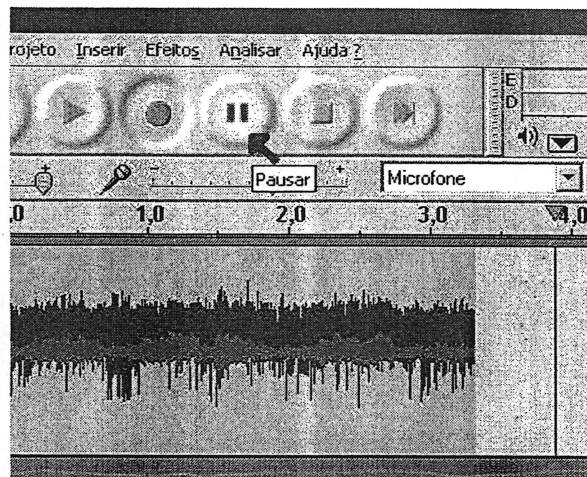 rojeto Inserir Efeitos Analisar Ajuda ?
E
D
Pausar
Microfone
,0 1,0 2,0 3,0 4,0